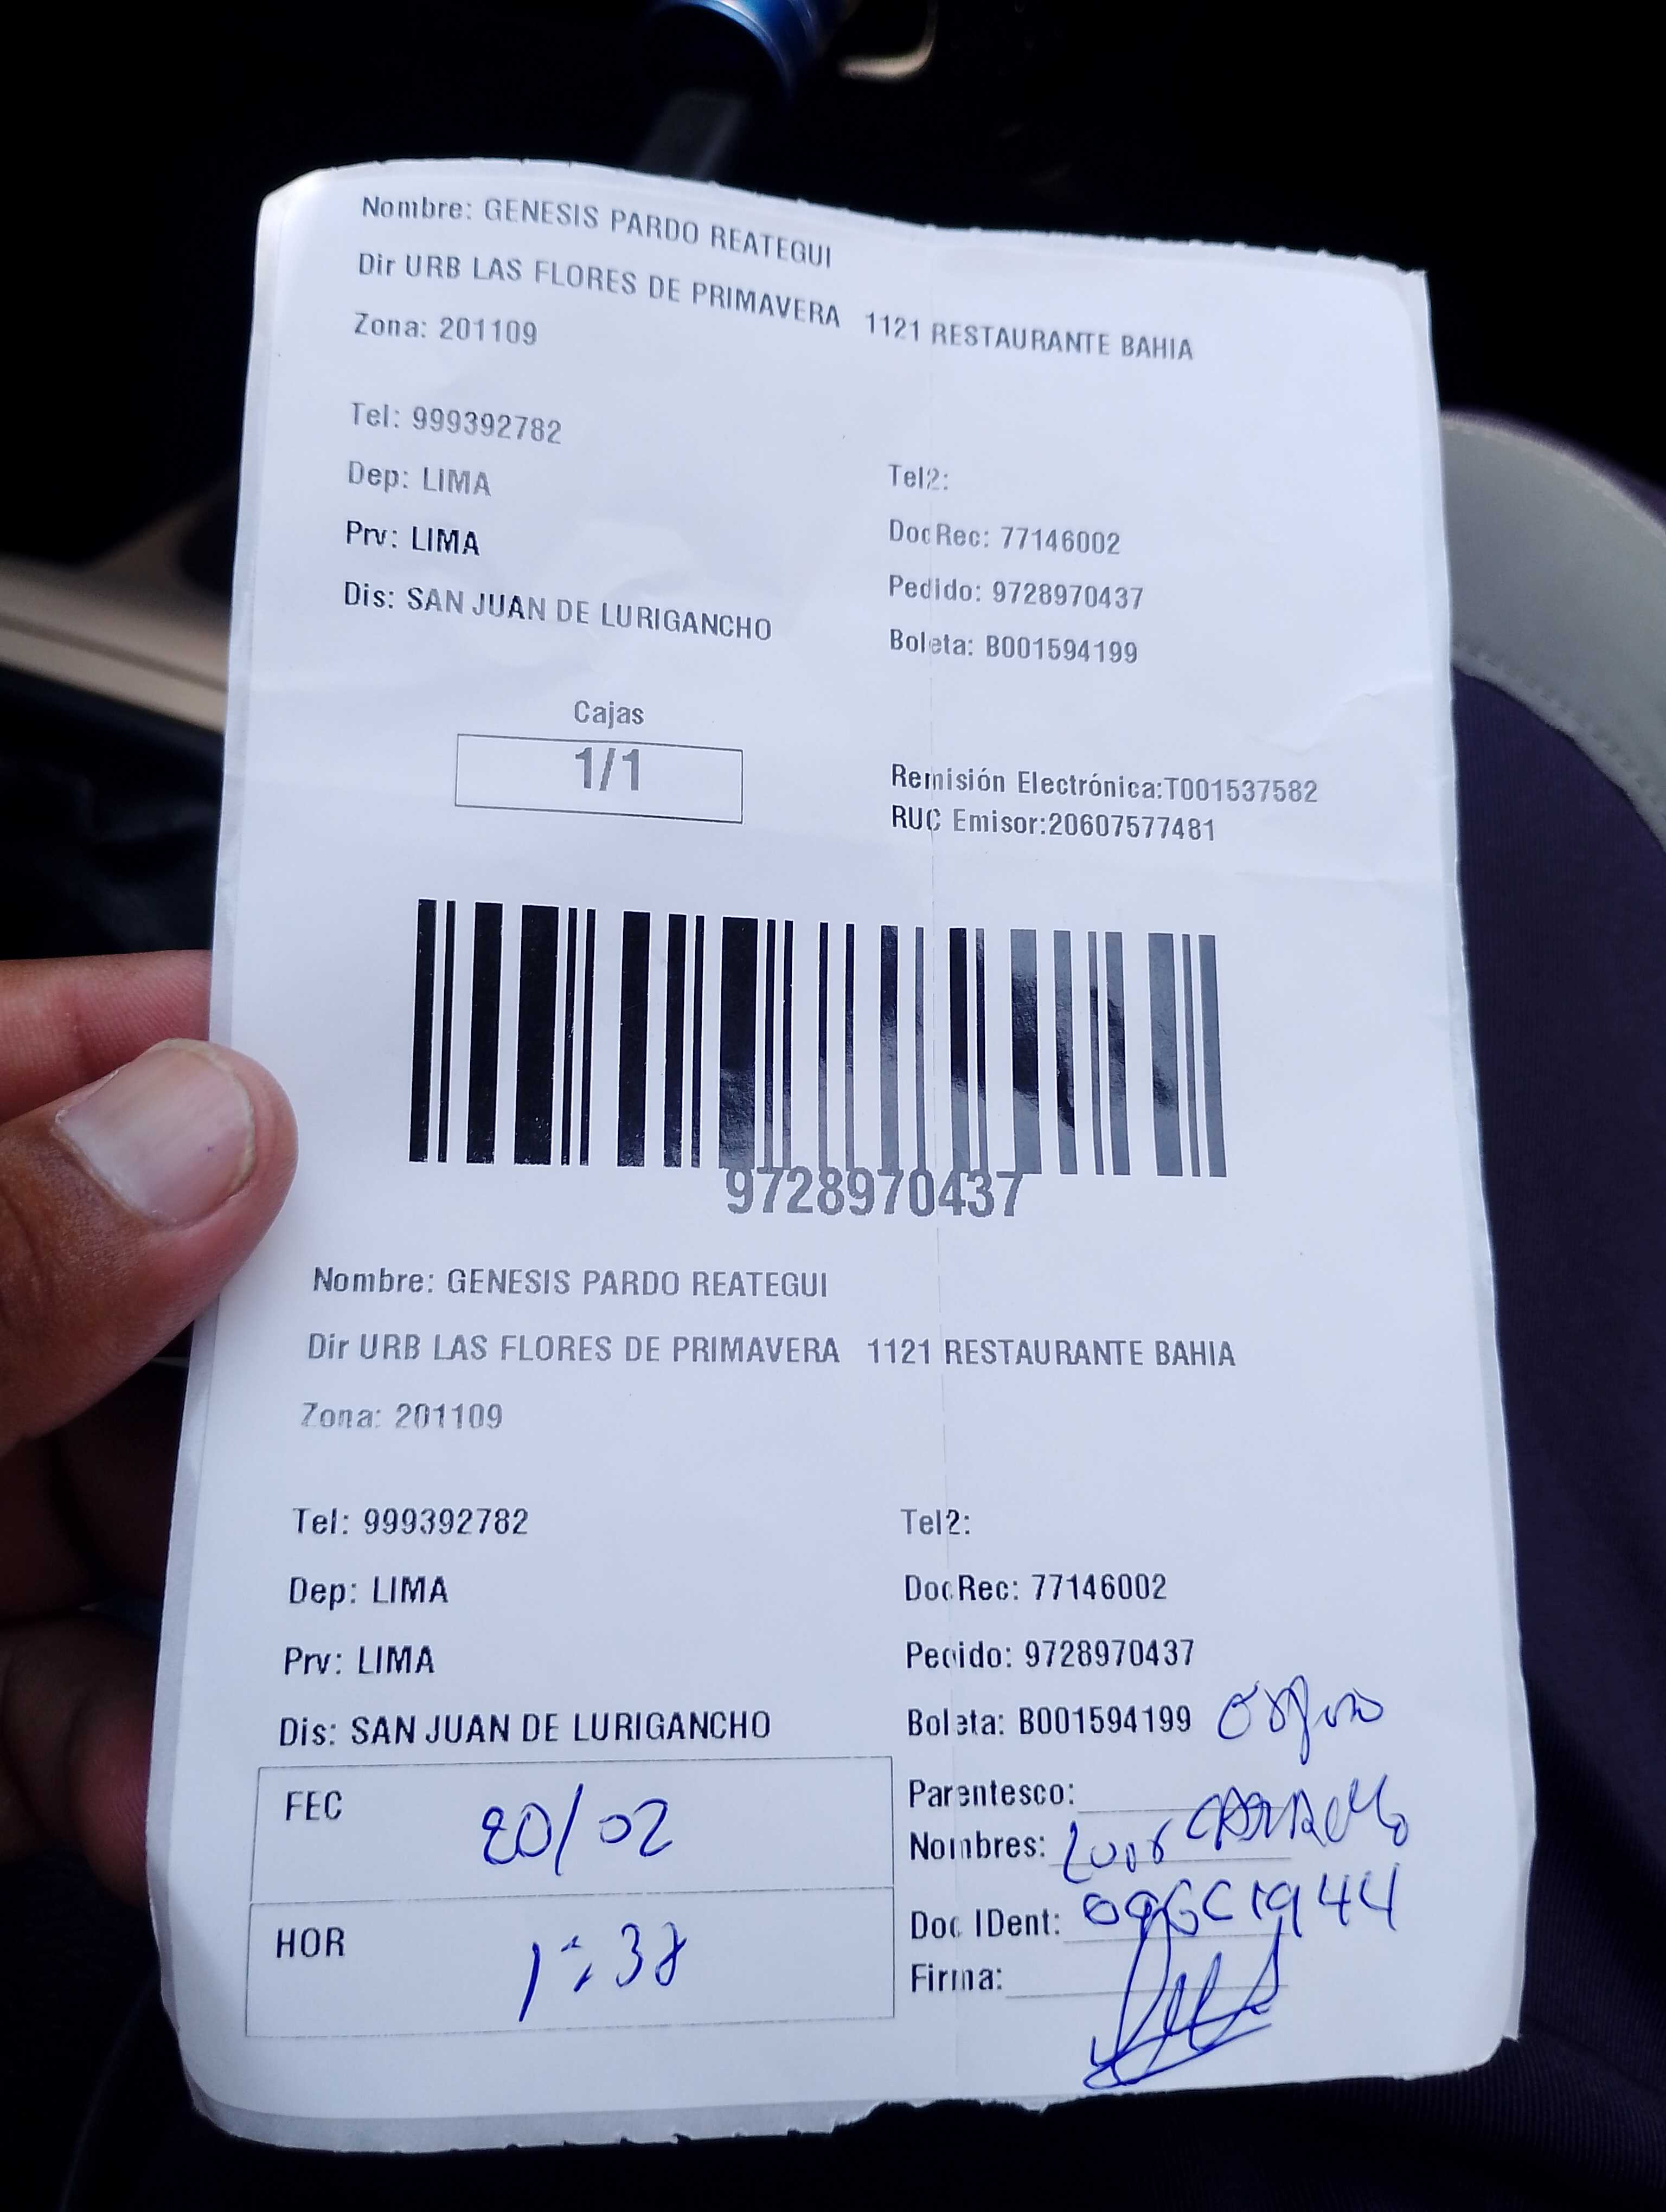 Nombre: GENESIS PARDO REATEGUI
Dir URB LAS FLORES DE PRIMAVERA 1121 RESTAURANTE BAHIA
Zona: 201109
Tel: 999392782
Dep: LIMA
Tel2:
Prv: LIMA
DocRec: 77146002
Dis: SAN JUAN DE LURIGANCHO
Pedido: 9728970437
Boleta: B001594199
Cajas
1/1
Remisión Electrónica:T001537582
RUC Emisor:20607577481
9728970437
Nombre: GENESIS PARDO REATEGUI
Dir URB LAS FLORES DE PRIMAVERA 1121 RESTAURANTE BAHIA
Zona: 201109
Tel: 999392782
Tel2:
Dep: LIMA
DocRec: 77146002
Prv: LIMA
Pedido: 9728970437
Dis: SAN JUAN DE LURIGANCHO
Boleta: B001594199
FEC 20/02
Parentesco:
Nombres:
Doc IDent:
HOR 1:38
Firma: